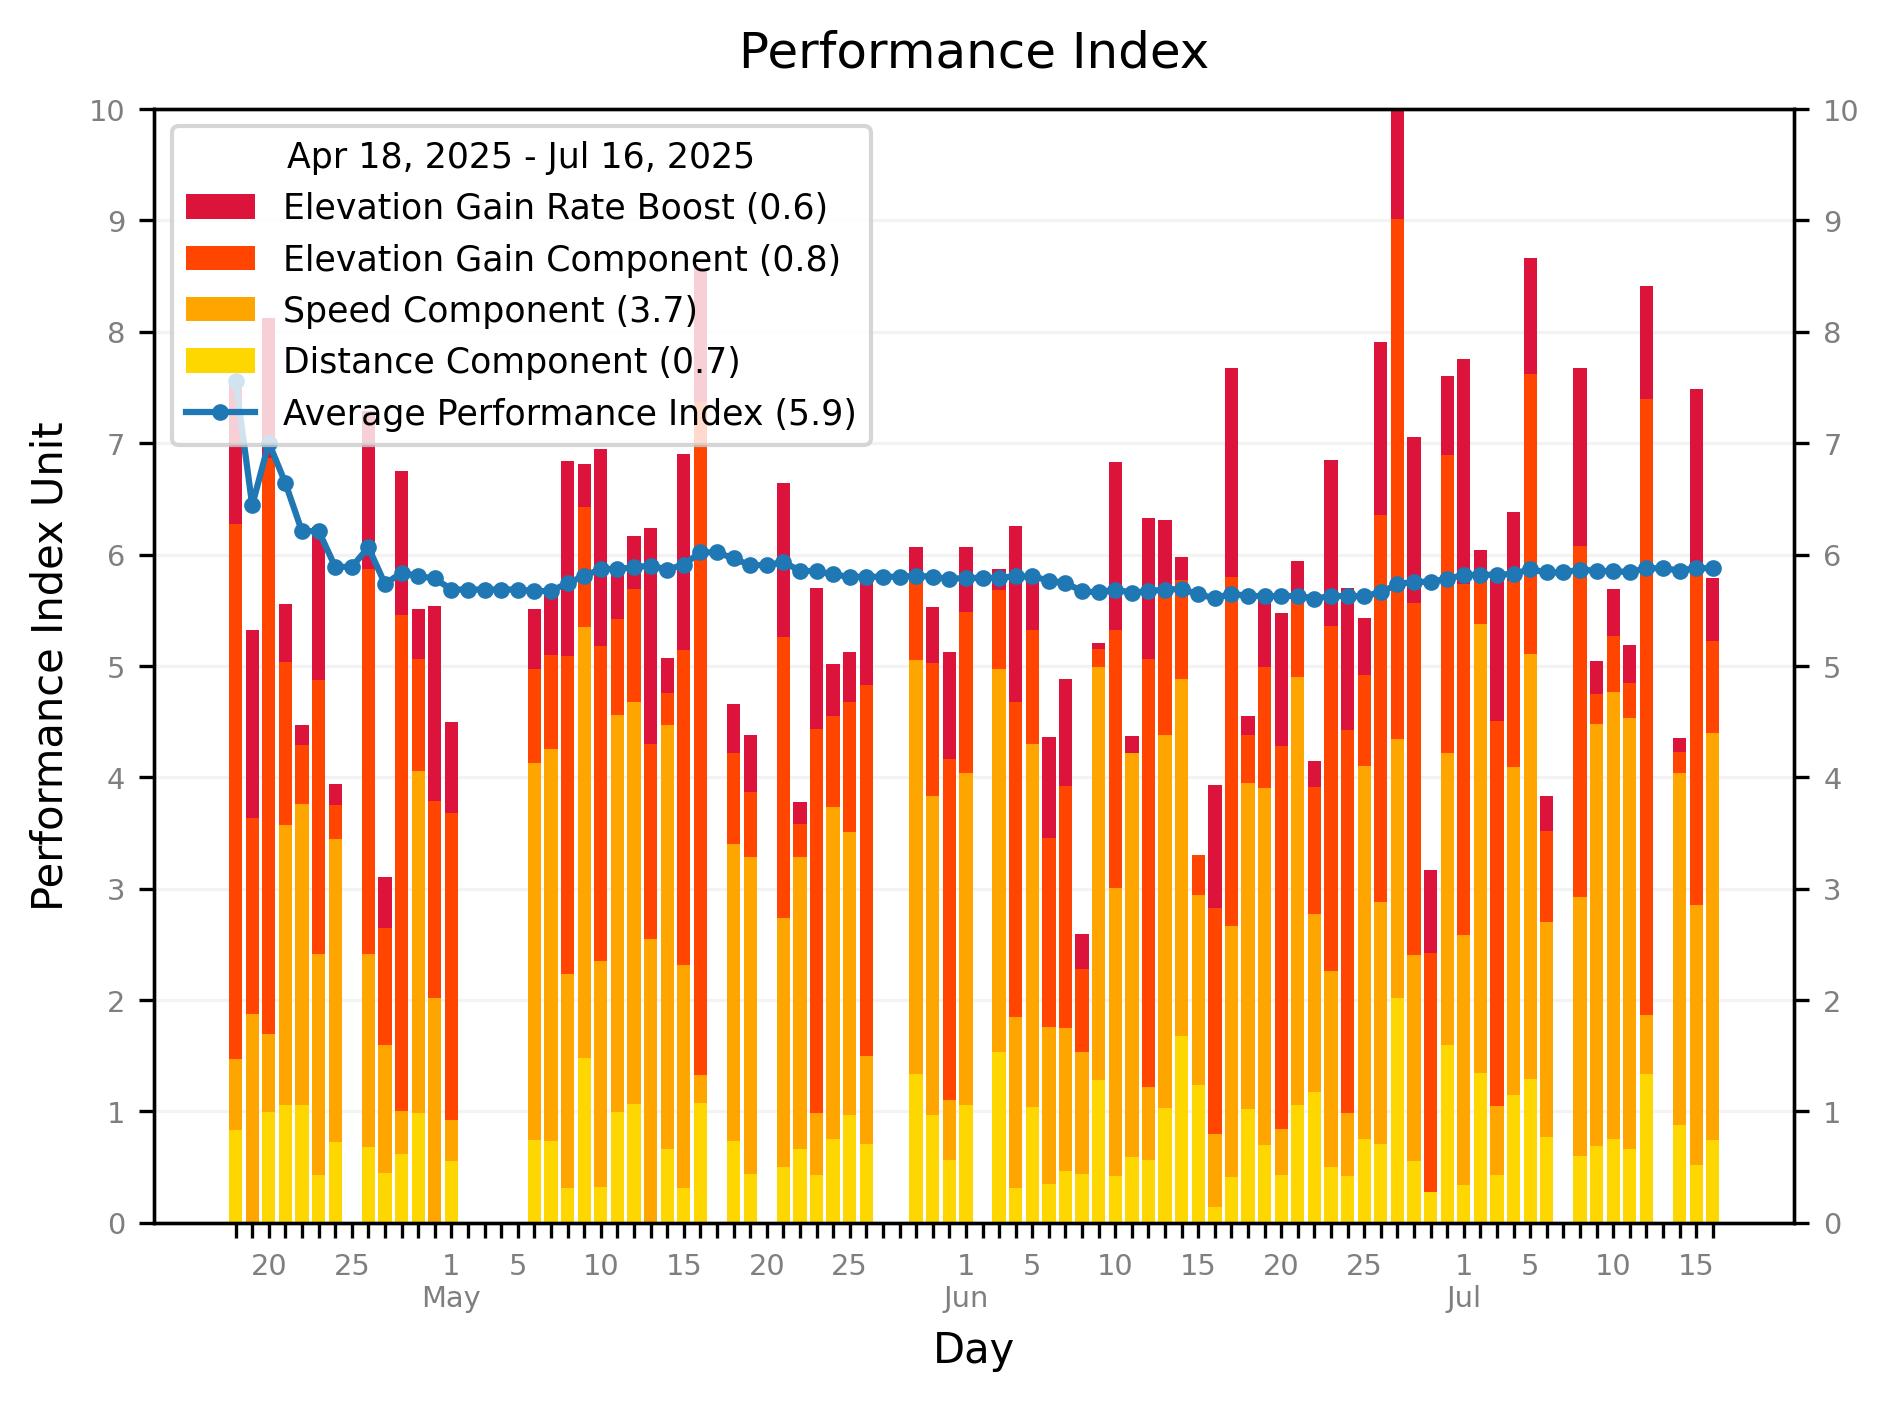 Performance Index
10 10
Apr 18, 2025 - Jul 16, 2025
Elevation Gain Rate Boost (0.6)
9 9
Elevation Gain Component (0.8)
Speed Component (3.7)
8 8
Distance Component (0.7)
Average Performance Index (5.9)
7 7
6 6
5 5
4 4
3 3
2 2
1 1
0 0
Performance Index Unit
20 25 1 5 10 15 20 25 1 5 10 15 20 25 1 5 10 15
May Jun Jul
Day